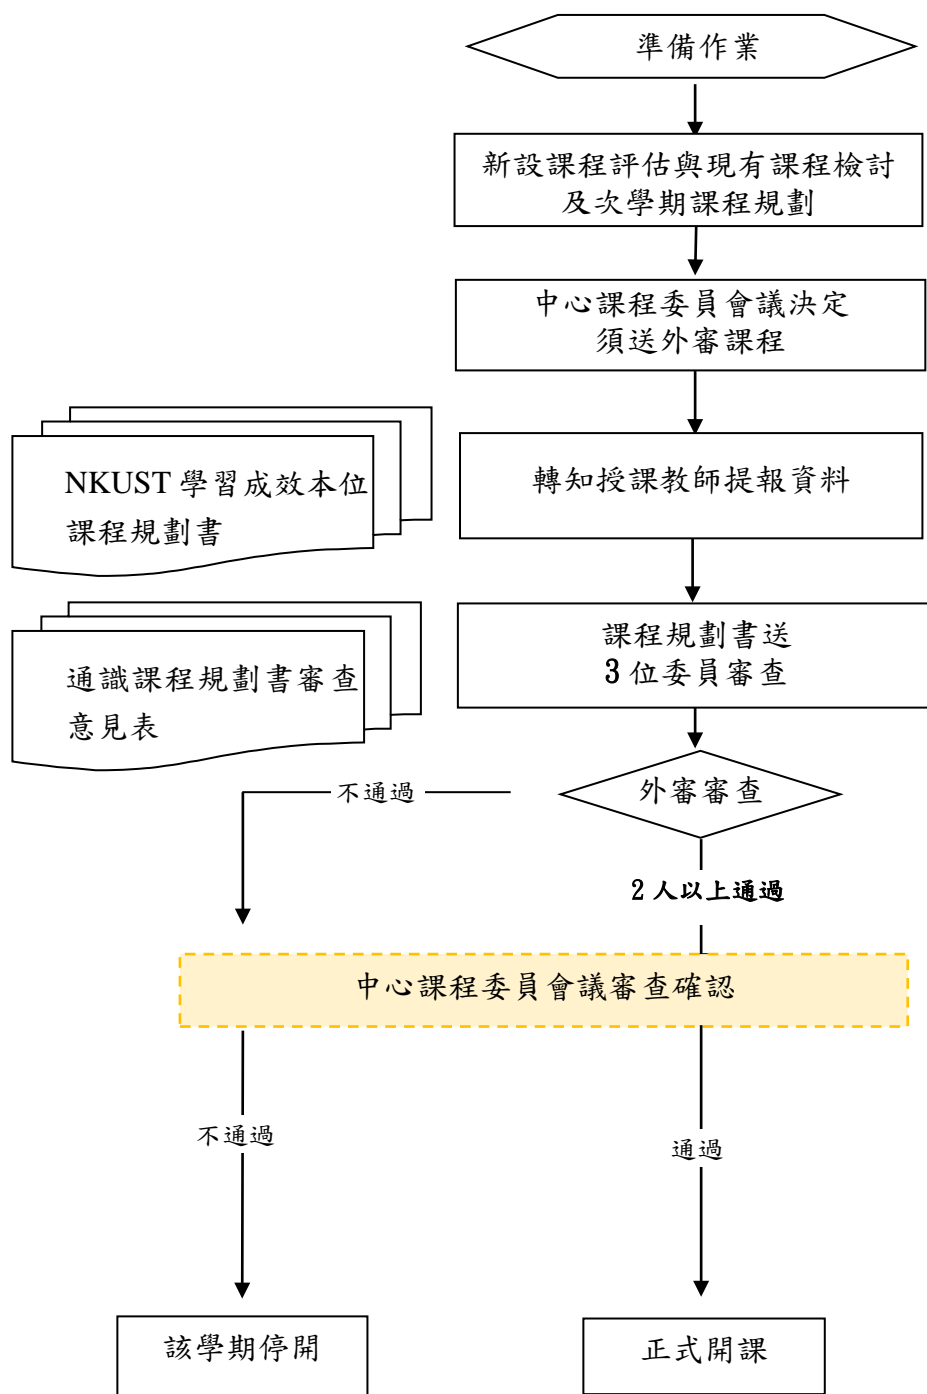 準備作業
新設課程評估與現有課程檢討
及次學期課程規劃
中心課程委員會議決定
須送外審課程
NKUST 學習成效本位
課程規劃書
轉知授課教師提報資料
通識課程規劃書審查
意見表
課程規劃書送
3 位委員審查
不通過
外審審查
2 人以上通過
中心課程委員會議審查確認
不通過
通過
該學期停開
正式開課